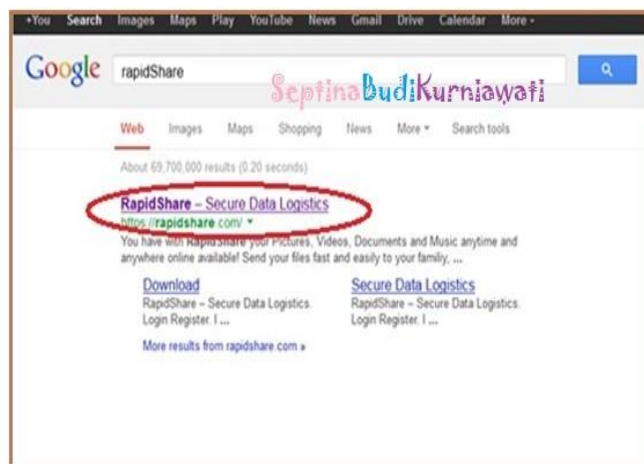 +You Search Images Maps Play YouTube News Gmail Drive Calendar More
Google rapidShare
SeptinaBudiKurniawati
Web Images Maps Shopping News More Search tools
About 69,700,000 results (0.20 seconds)
RapidShare – Secure Data Logistics
https://rapidshare.com/
You have with RapidShare your Pictures, Videos, Documents and Music anytime and
anywhere online available! Send your files fast and easily to your familiy, ...
Download Secure Data Logistics
RapidShare – Secure Data Logistics. RapidShare – Secure Data Logistics.
Login Register. I ... Login Register. I ...
More results from rapidshare.com »